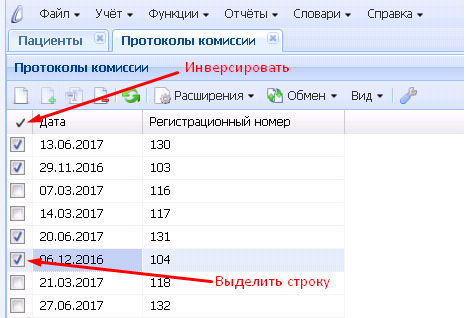 Файл Учёт Функции Отчёты Словари Справка
Пациенты Протоколы комиссии
Протоколы комиссии Инверсировать
Расширения Обмен Вид
Дата Регистрационный номер
13.06.2017 130
29.11.2016 103
07.03.2017 116
14.03.2017 117
20.06.2017 131
06.12.2016 104
21.03.2017 118 Выделить строку
27.06.2017 132